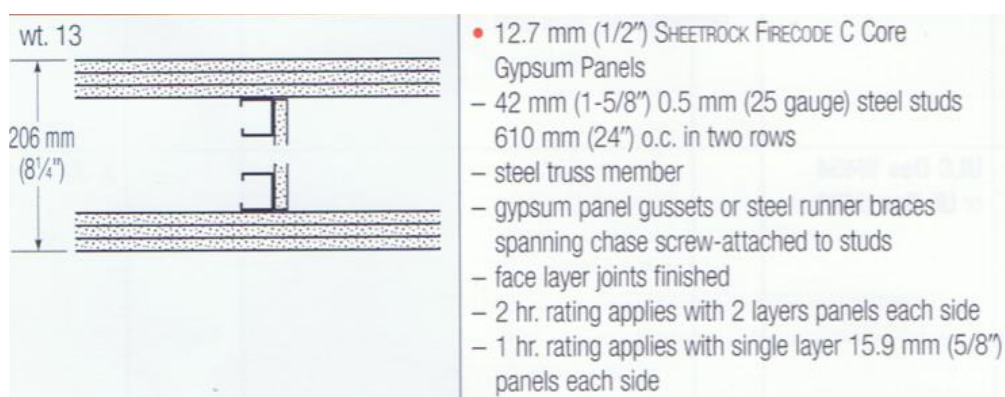 wt. 13
206 mm
(8¼")
• 12.7 mm (1/2") SHEETROCK FIRECODE C Core
Gypsum Panels
– 42 mm (1-5/8") 0.5 mm (25 gauge) steel studs
610 mm (24") o.c. in two rows
– steel truss member
– gypsum panel gussets or steel runner braces
spanning chase screw-attached to studs
– face layer joints finished
– 2 hr. rating applies with 2 layers panels each side
– 1 hr. rating applies with single layer 15.9 mm (5/8")
panels each side